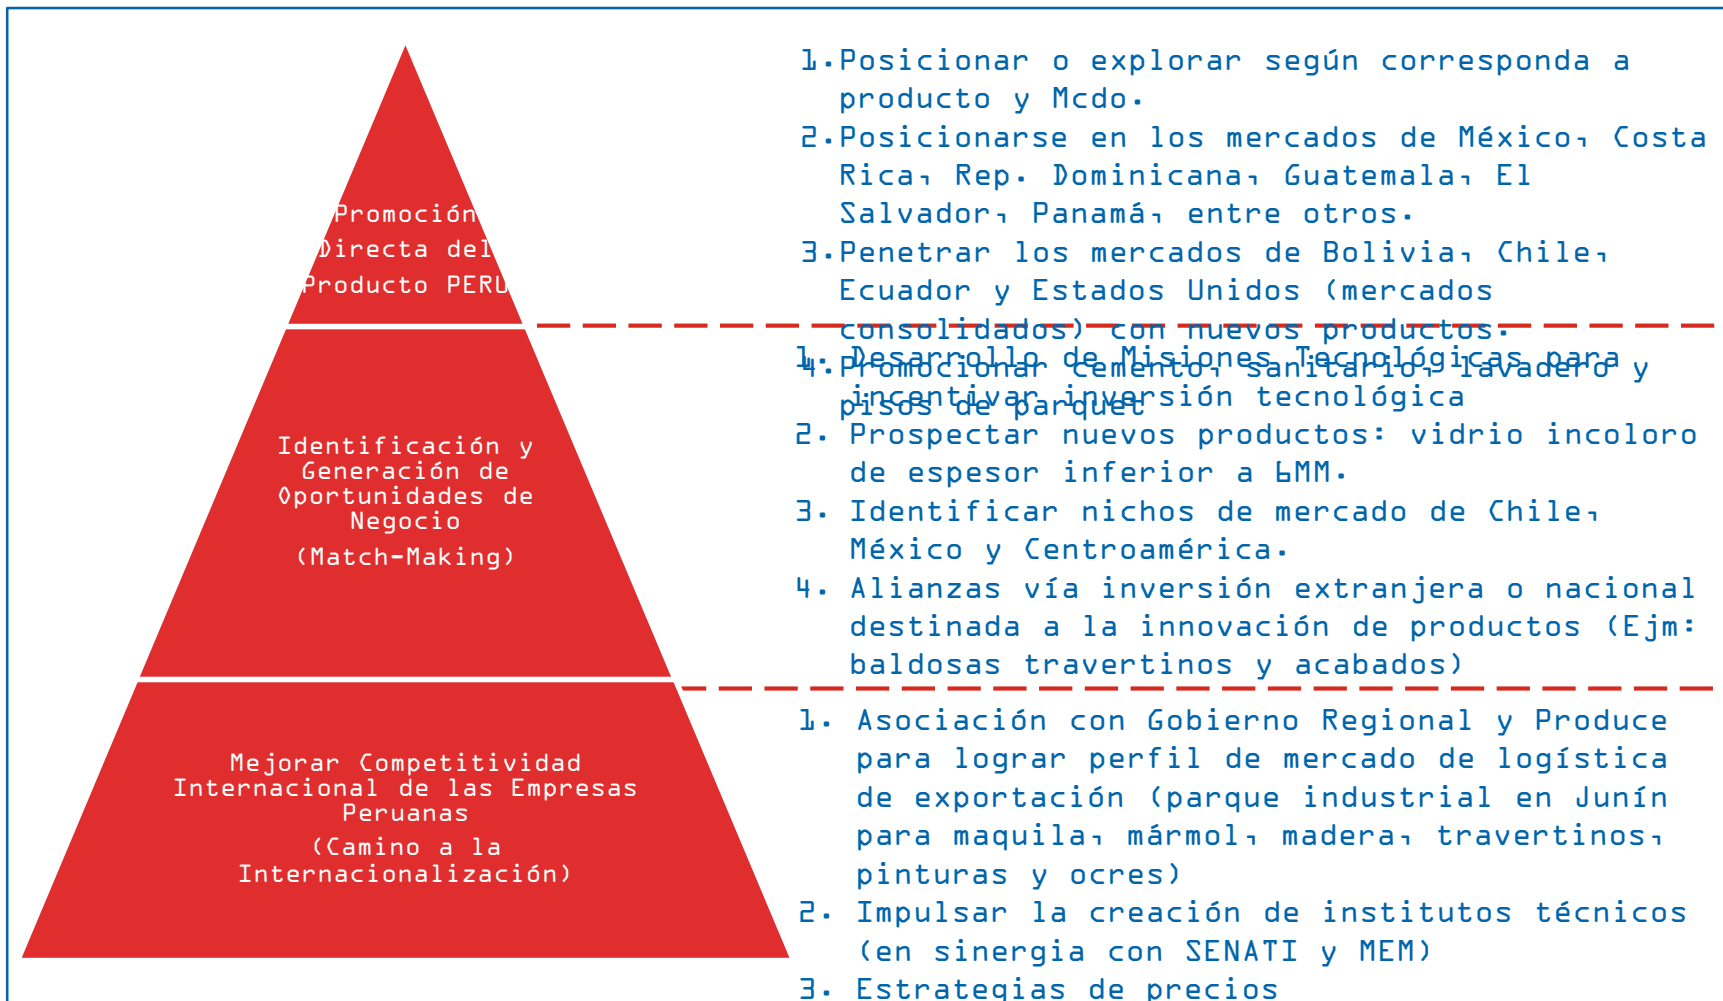 Promoción
Directa del
Producto PERU
1.Posicionar o explorar según corresponda a
producto y Mcdo.
2.Posicionarse en los mercados de México, Costa
Rica, Rep. Dominicana, Guatemala, El
Salvador, Panamá, entre otros.
3.Penetrar los mercados de Bolivia, Chile,
Ecuador y Estados Unidos (mercados
consolidados) con nuevos productos.
4.Promocionar cemento, sanitario, lavadero y
pisos de parquet
Identificación y
Generación de
Oportunidades de
Negocio
(Match-Making)
1. Desarrollo de Misiones Tecnológicas para
incentivar inversión tecnológica
2. Prospectar nuevos productos: vidrio incoloro
de espesor inferior a 6MM.
3. Identificar nichos de mercado de Chile,
México y Centroamérica.
4. Alianzas vía inversión extranjera o nacional
destinada a la innovación de productos (Ejm:
baldosas travertinos y acabados)
Mejorar Competitividad
Internacional de las Empresas
Peruanas
(Camino a la
Internacionalización)
1. Asociación con Gobierno Regional y Produce
para lograr perfil de mercado de logística
de exportación (parque industrial en Junín
para maquila, mármol, madera, travertinos,
pinturas y ocres)
2. Impulsar la creación de institutos técnicos
(en sinergia con SENATI y MEM)
3. Estrategias de precios